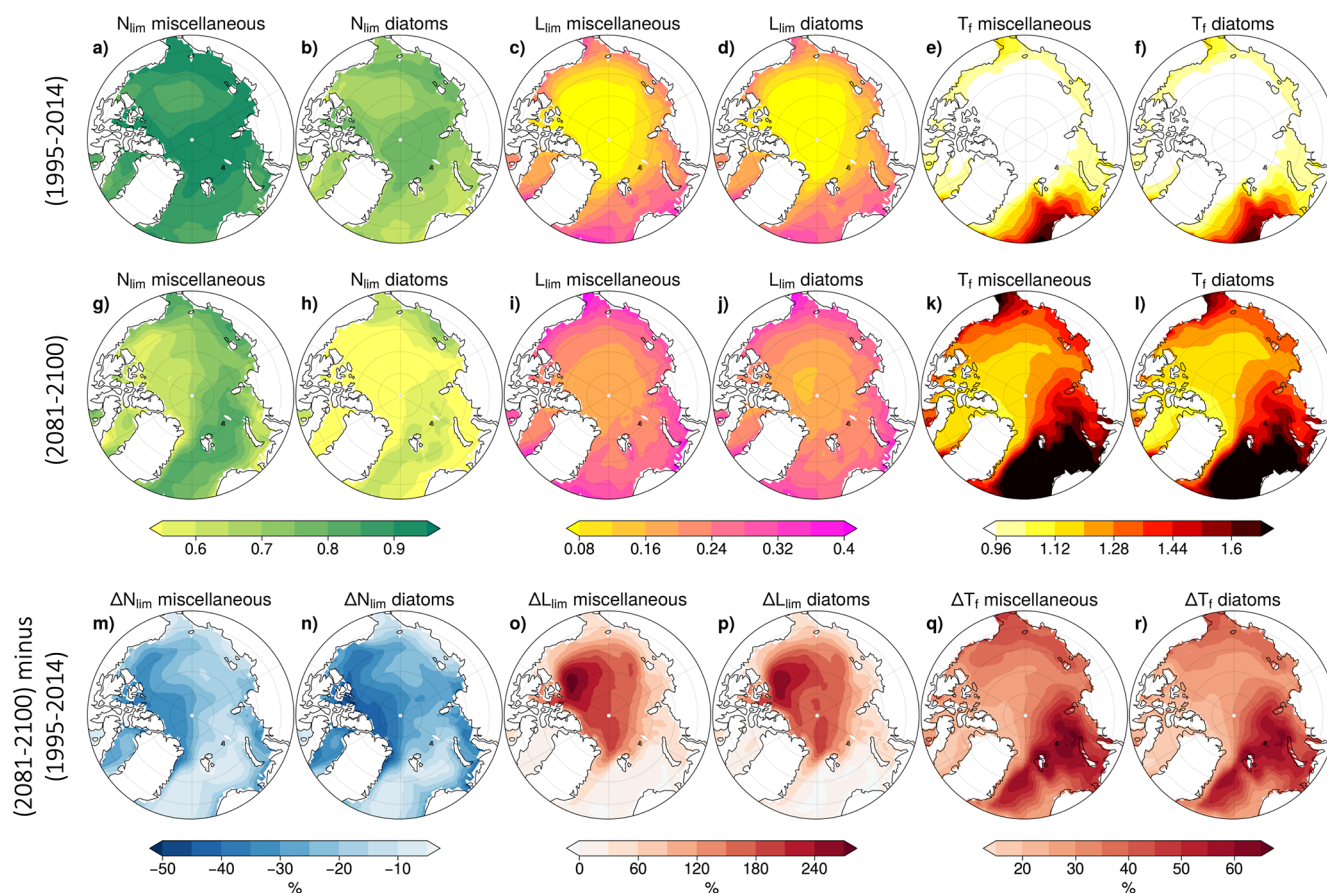 N_lim miscellaneous N_lim diatoms L_lim miscellaneous L_lim diatoms T_f miscellaneous T_f diatoms
a) b) c) d) e) f)
(1995-2014)
N_lim miscellaneous N_lim diatoms L_lim miscellaneous L_lim diatoms T_f miscellaneous T_f diatoms
g) h) i) j) k) l)
(2081-2100)
0.6 0.7 0.8 0.9 0.08 0.16 0.24 0.32 0.4 0.96 1.12 1.28 1.44 1.6
ΔN_lim miscellaneous ΔN_lim diatoms ΔL_lim miscellaneous ΔL_lim diatoms ΔT_f miscellaneous ΔT_f diatoms
m) n) o) p) q) r)
(2081-2100) minus
(1995-2014)
−50 −40 −30 −20 −10 0 60 120 180 240 20 30 40 50 60
% % %